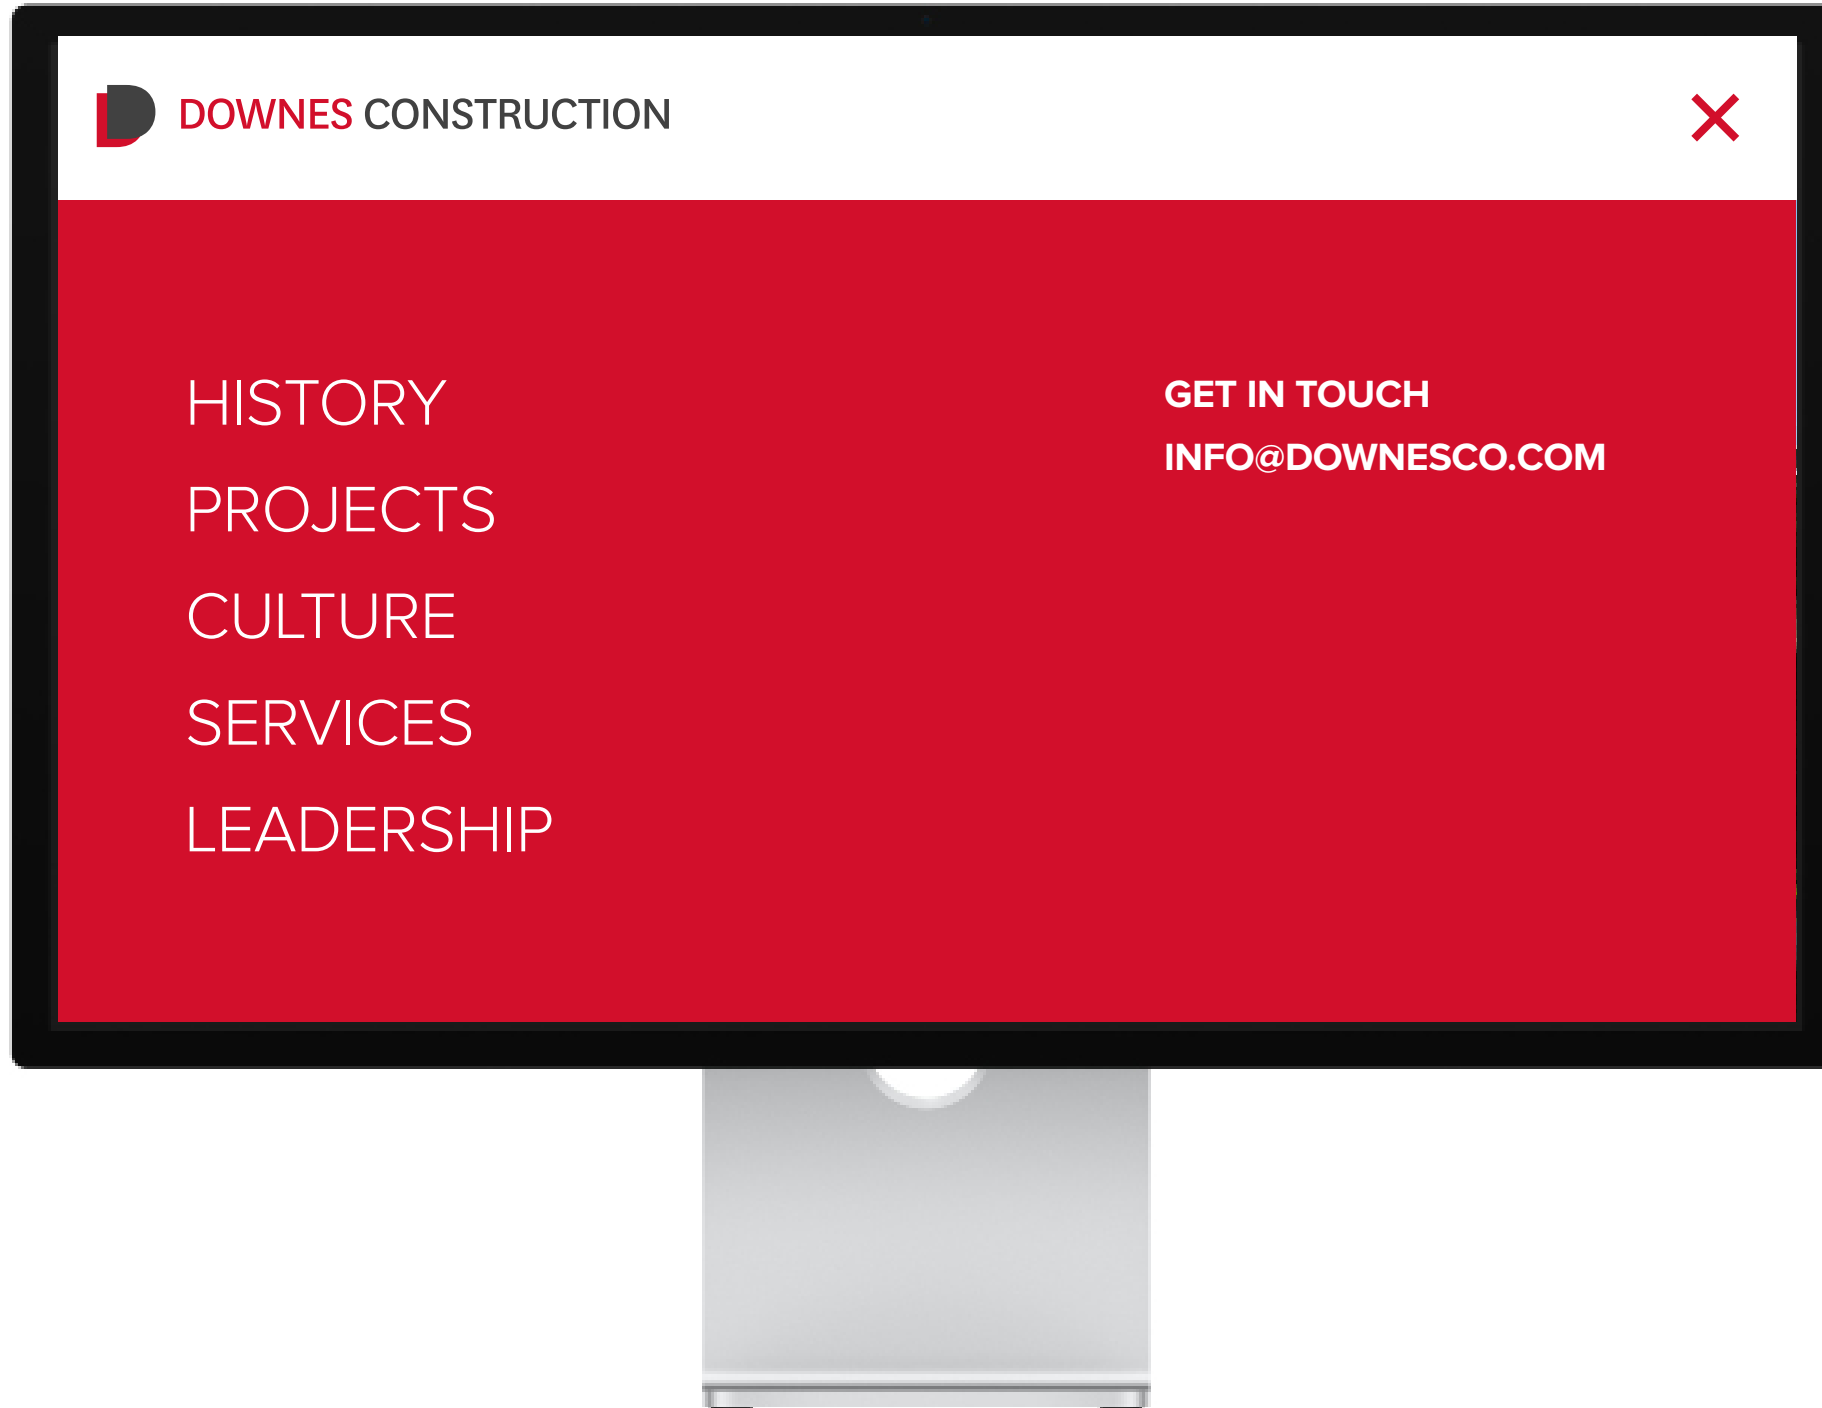 DOWNES CONSTRUCTION
HISTORY
PROJECTS
CULTURE
SERVICES
LEADERSHIP
GET IN TOUCH
INFO@DOWNESCO.COM